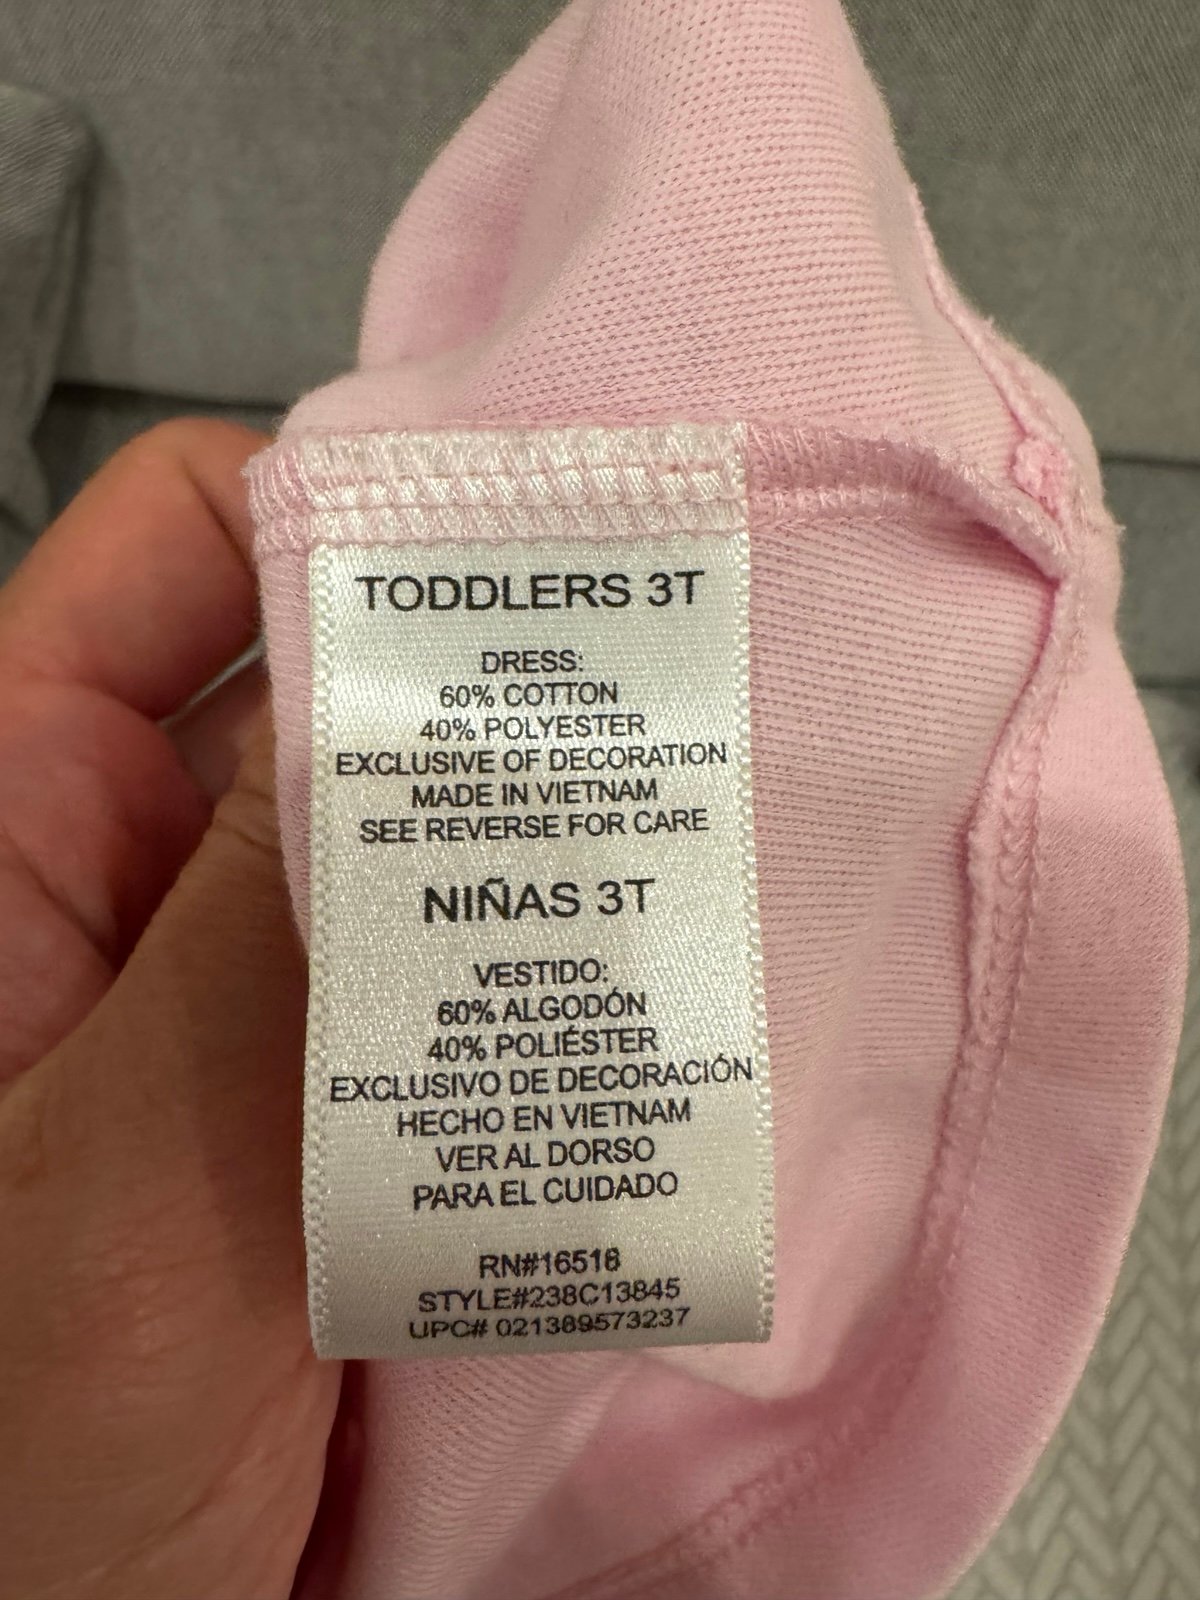 TODDLERS 3T
DRESS:
60% COTTON
40% POLYESTER
EXCLUSIVE OF DECORATION
MADE IN VIETNAM
SEE REVERSE FOR CARE
NIÑAS 3T
VESTIDO:
60% ALGODÓN
40% POLIÉSTER
EXCLUSIVO DE DECORACIÓN
HECHO EN VIETNAM
VER AL DORSO
PARA EL CUIDADO
RN#16518
STYLE#238C13845
UPC# 021389573237